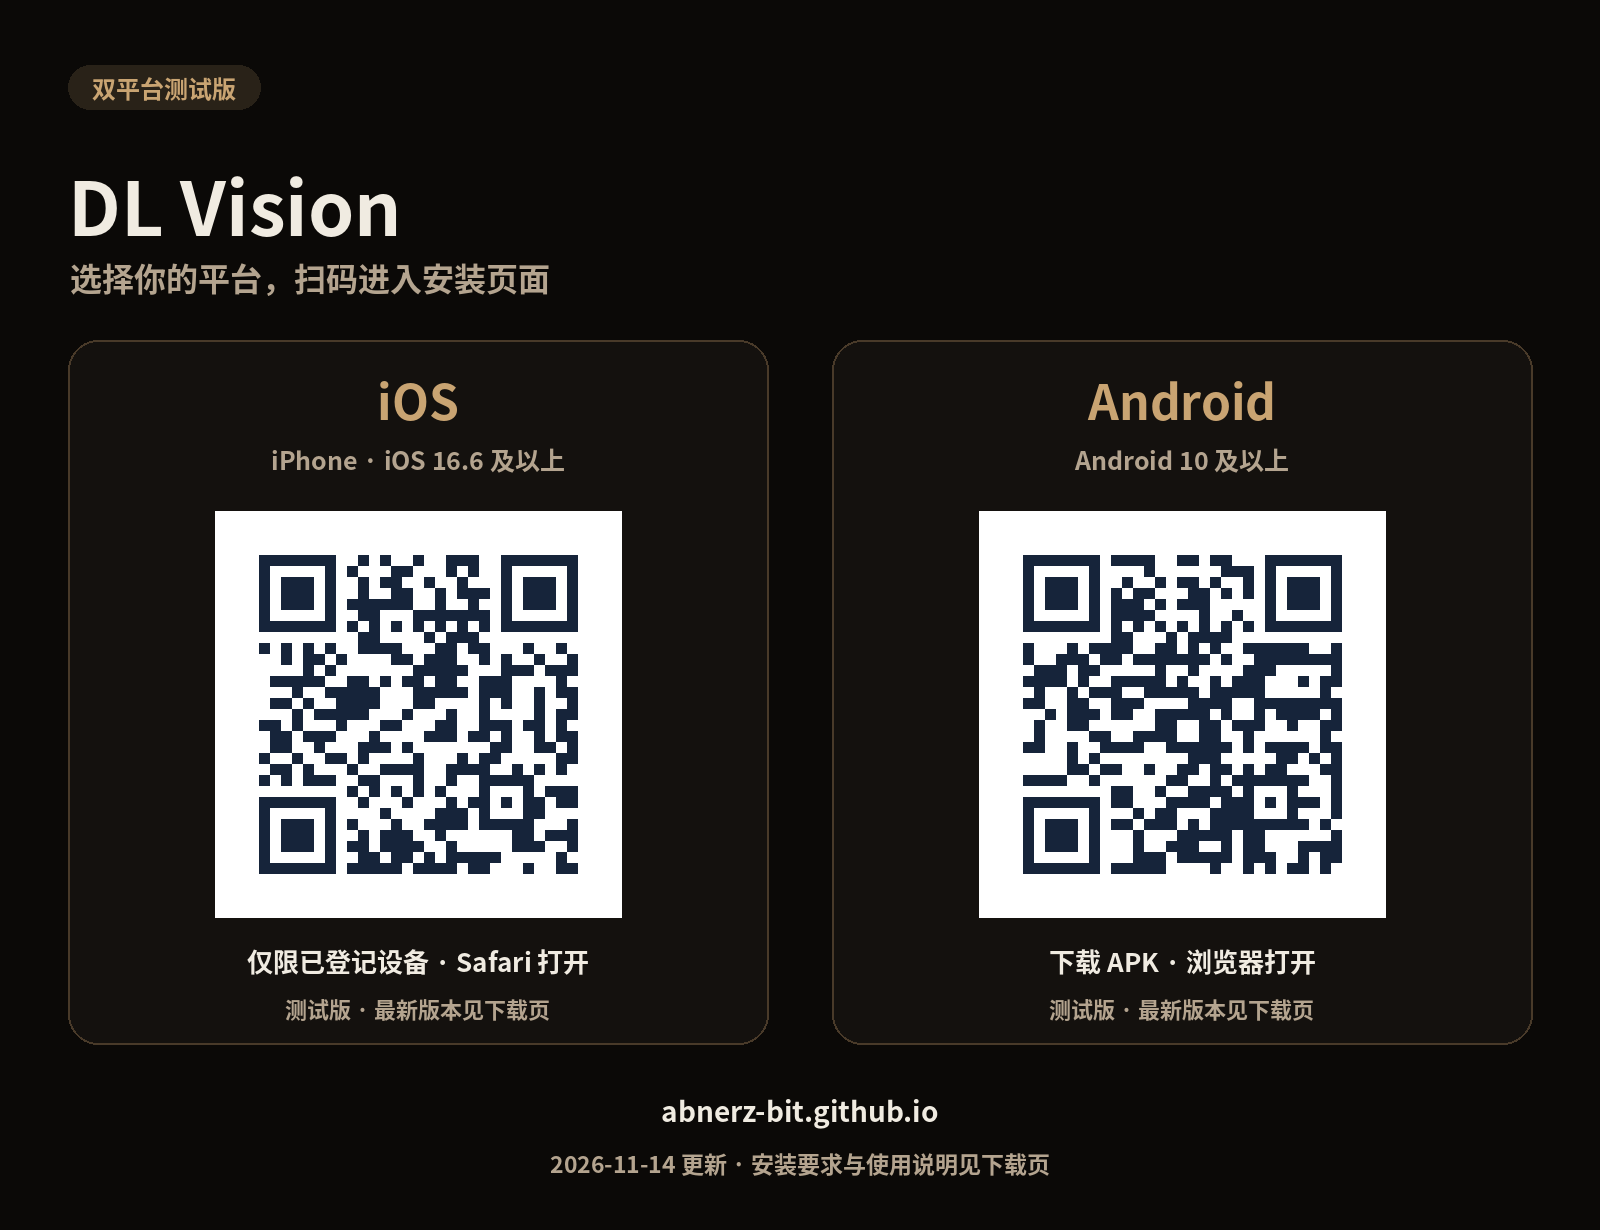 双平台测试版
DL Vision
选择你的平台，扫码进入安装页面
iOS
iPhone · iOS 16.6 及以上
仅限已登记设备 · Safari 打开
测试版 · 最新版本见下载页
Android
Android 10 及以上
下载 APK · 浏览器打开
测试版 · 最新版本见下载页
abnerz-bit.github.io
2026-11-14 更新 · 安装要求与使用说明见下载页